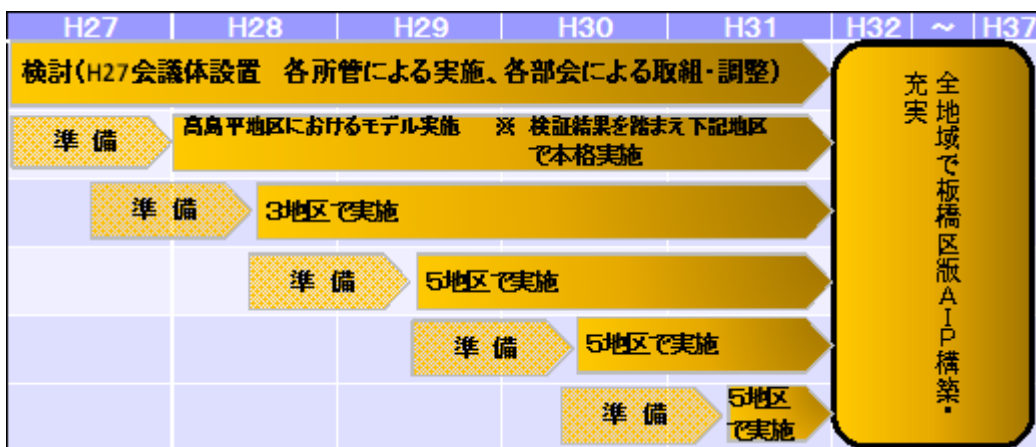 H27 H28 H29 H30 H31 H32 ～ H37
検討(H27会議体設置　各所管による実施、各部会による取組・調整)
準 備
高島平地区におけるモデル実施　※ 検証結果を踏まえ下記地区
で本格実施
準 備
3地区で実施
準 備
5地区で実施
準 備
5地区で実施
準 備
5地区
で実施
全地域で板橋区版AIP構築・
充実